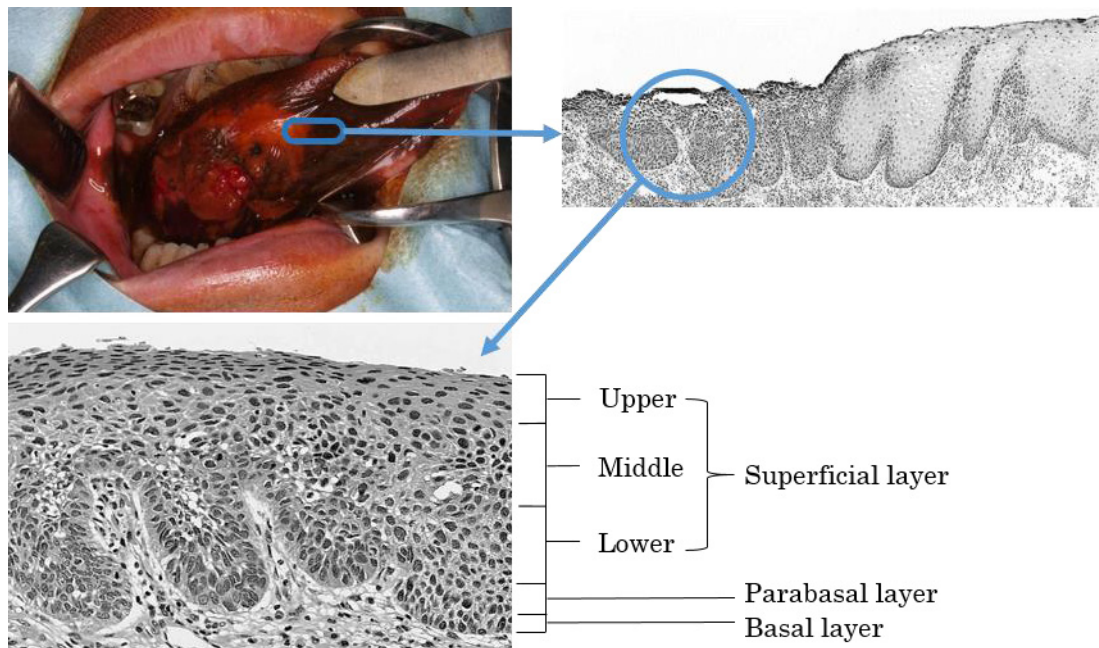 Upper
Middle
Superficial layer
Lower
Parabasal layer
Basal layer